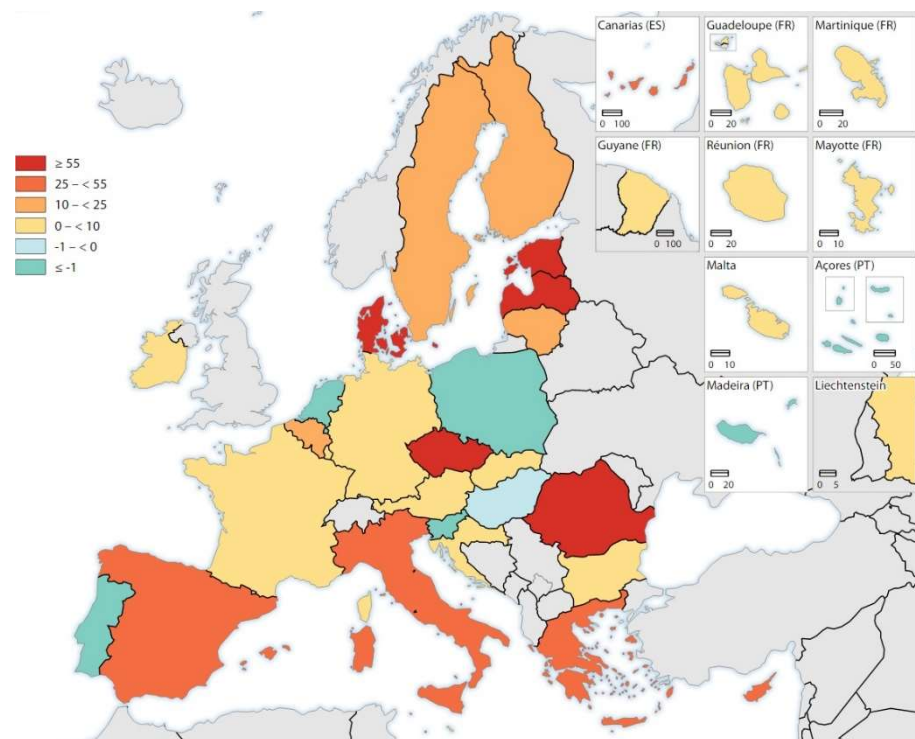 ≥ 55
25 – < 55
10 – < 25
0 – < 10
-1 – < 0
≤ -1
Canarias (ES)
0 100
Guadeloupe (FR)
0 20
Martinique (FR)
0 20
Guyane (FR)
0 100
Réunion (FR)
0 20
Mayotte (FR)
0 10
Malta
0 10
Açores (PT)
0 50
Madeira (PT)
0 20
Liechtenstein
0 5